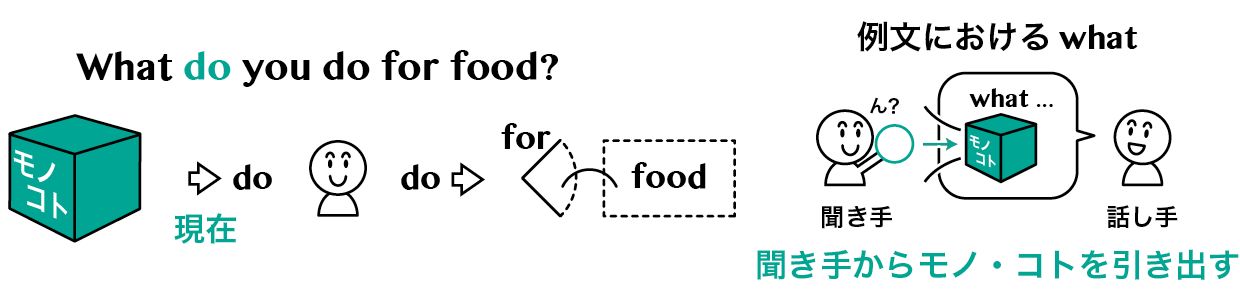 What do you do for food?
モノ
コト
do
現在
do
for
food
例文における what
ん?
what ...
モノ
コト
聞き手
話し手
聞き手からモノ・コトを引き出す